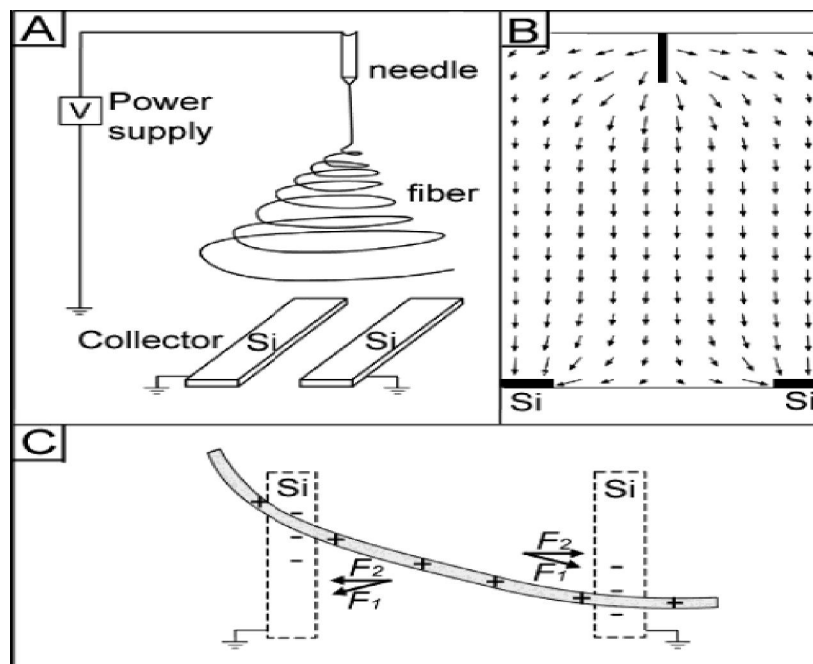 A
needle
V
Power
supply
fiber
Collector
Si
Si
B
Si
Si
C
Si
Si
+
-
-
+
-
F2
F1
+
F2
F1
+
-
-
+
+
-